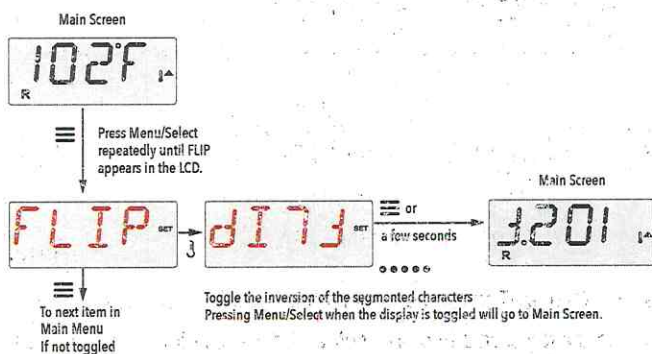 Main Screen
102°F
R
Press Menu/Select
repeatedly until FLIP
appears in the LCD.
Main Screen
FLIP SET
dI7J SET
or
a few seconds
R
To next item in
Main Menu
If not toggled
Toggle the inversion of the segmented characters
Pressing Menu/Select when the display is toggled will go to Main Screen.